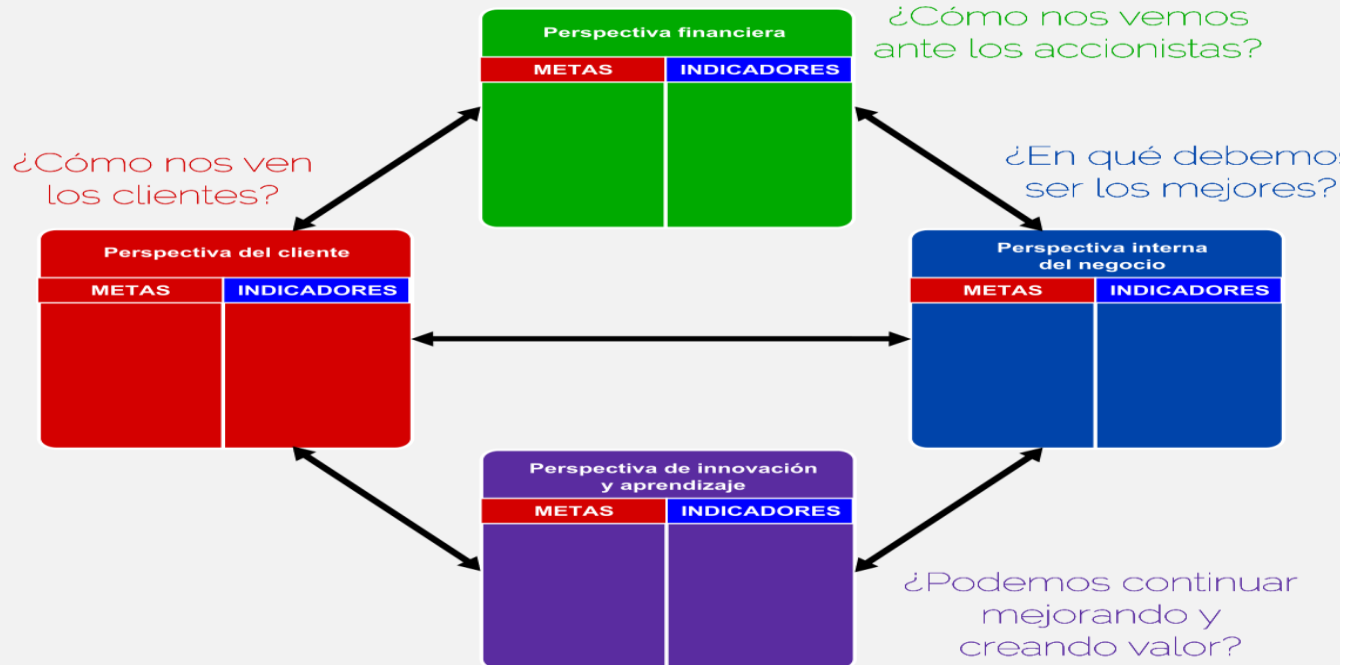 ¿Cómo nos vemos
ante los accionistas?
Perspectiva financiera
METAS INDICADORES
¿Cómo nos ven
los clientes?
¿En qué debemos
ser los mejores?
Perspectiva del cliente
METAS INDICADORES
Perspectiva interna
del negocio
METAS INDICADORES
Perspectiva de innovación
y aprendizaje
METAS INDICADORES
¿Podemos continuar
mejorando y
creando valor?